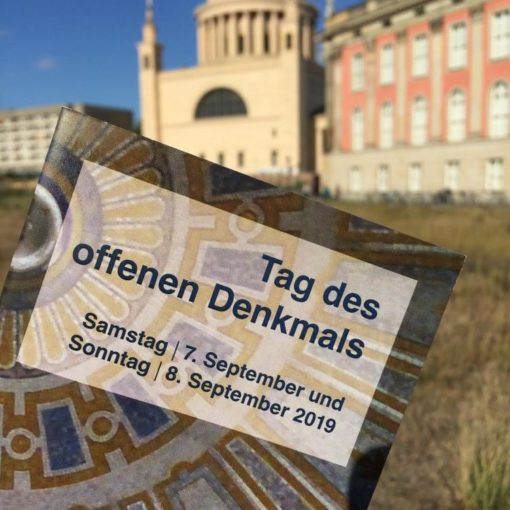 Tag des
offenen Denkmals
Samstag | 7. September und
Sonntag | 8. September 2019